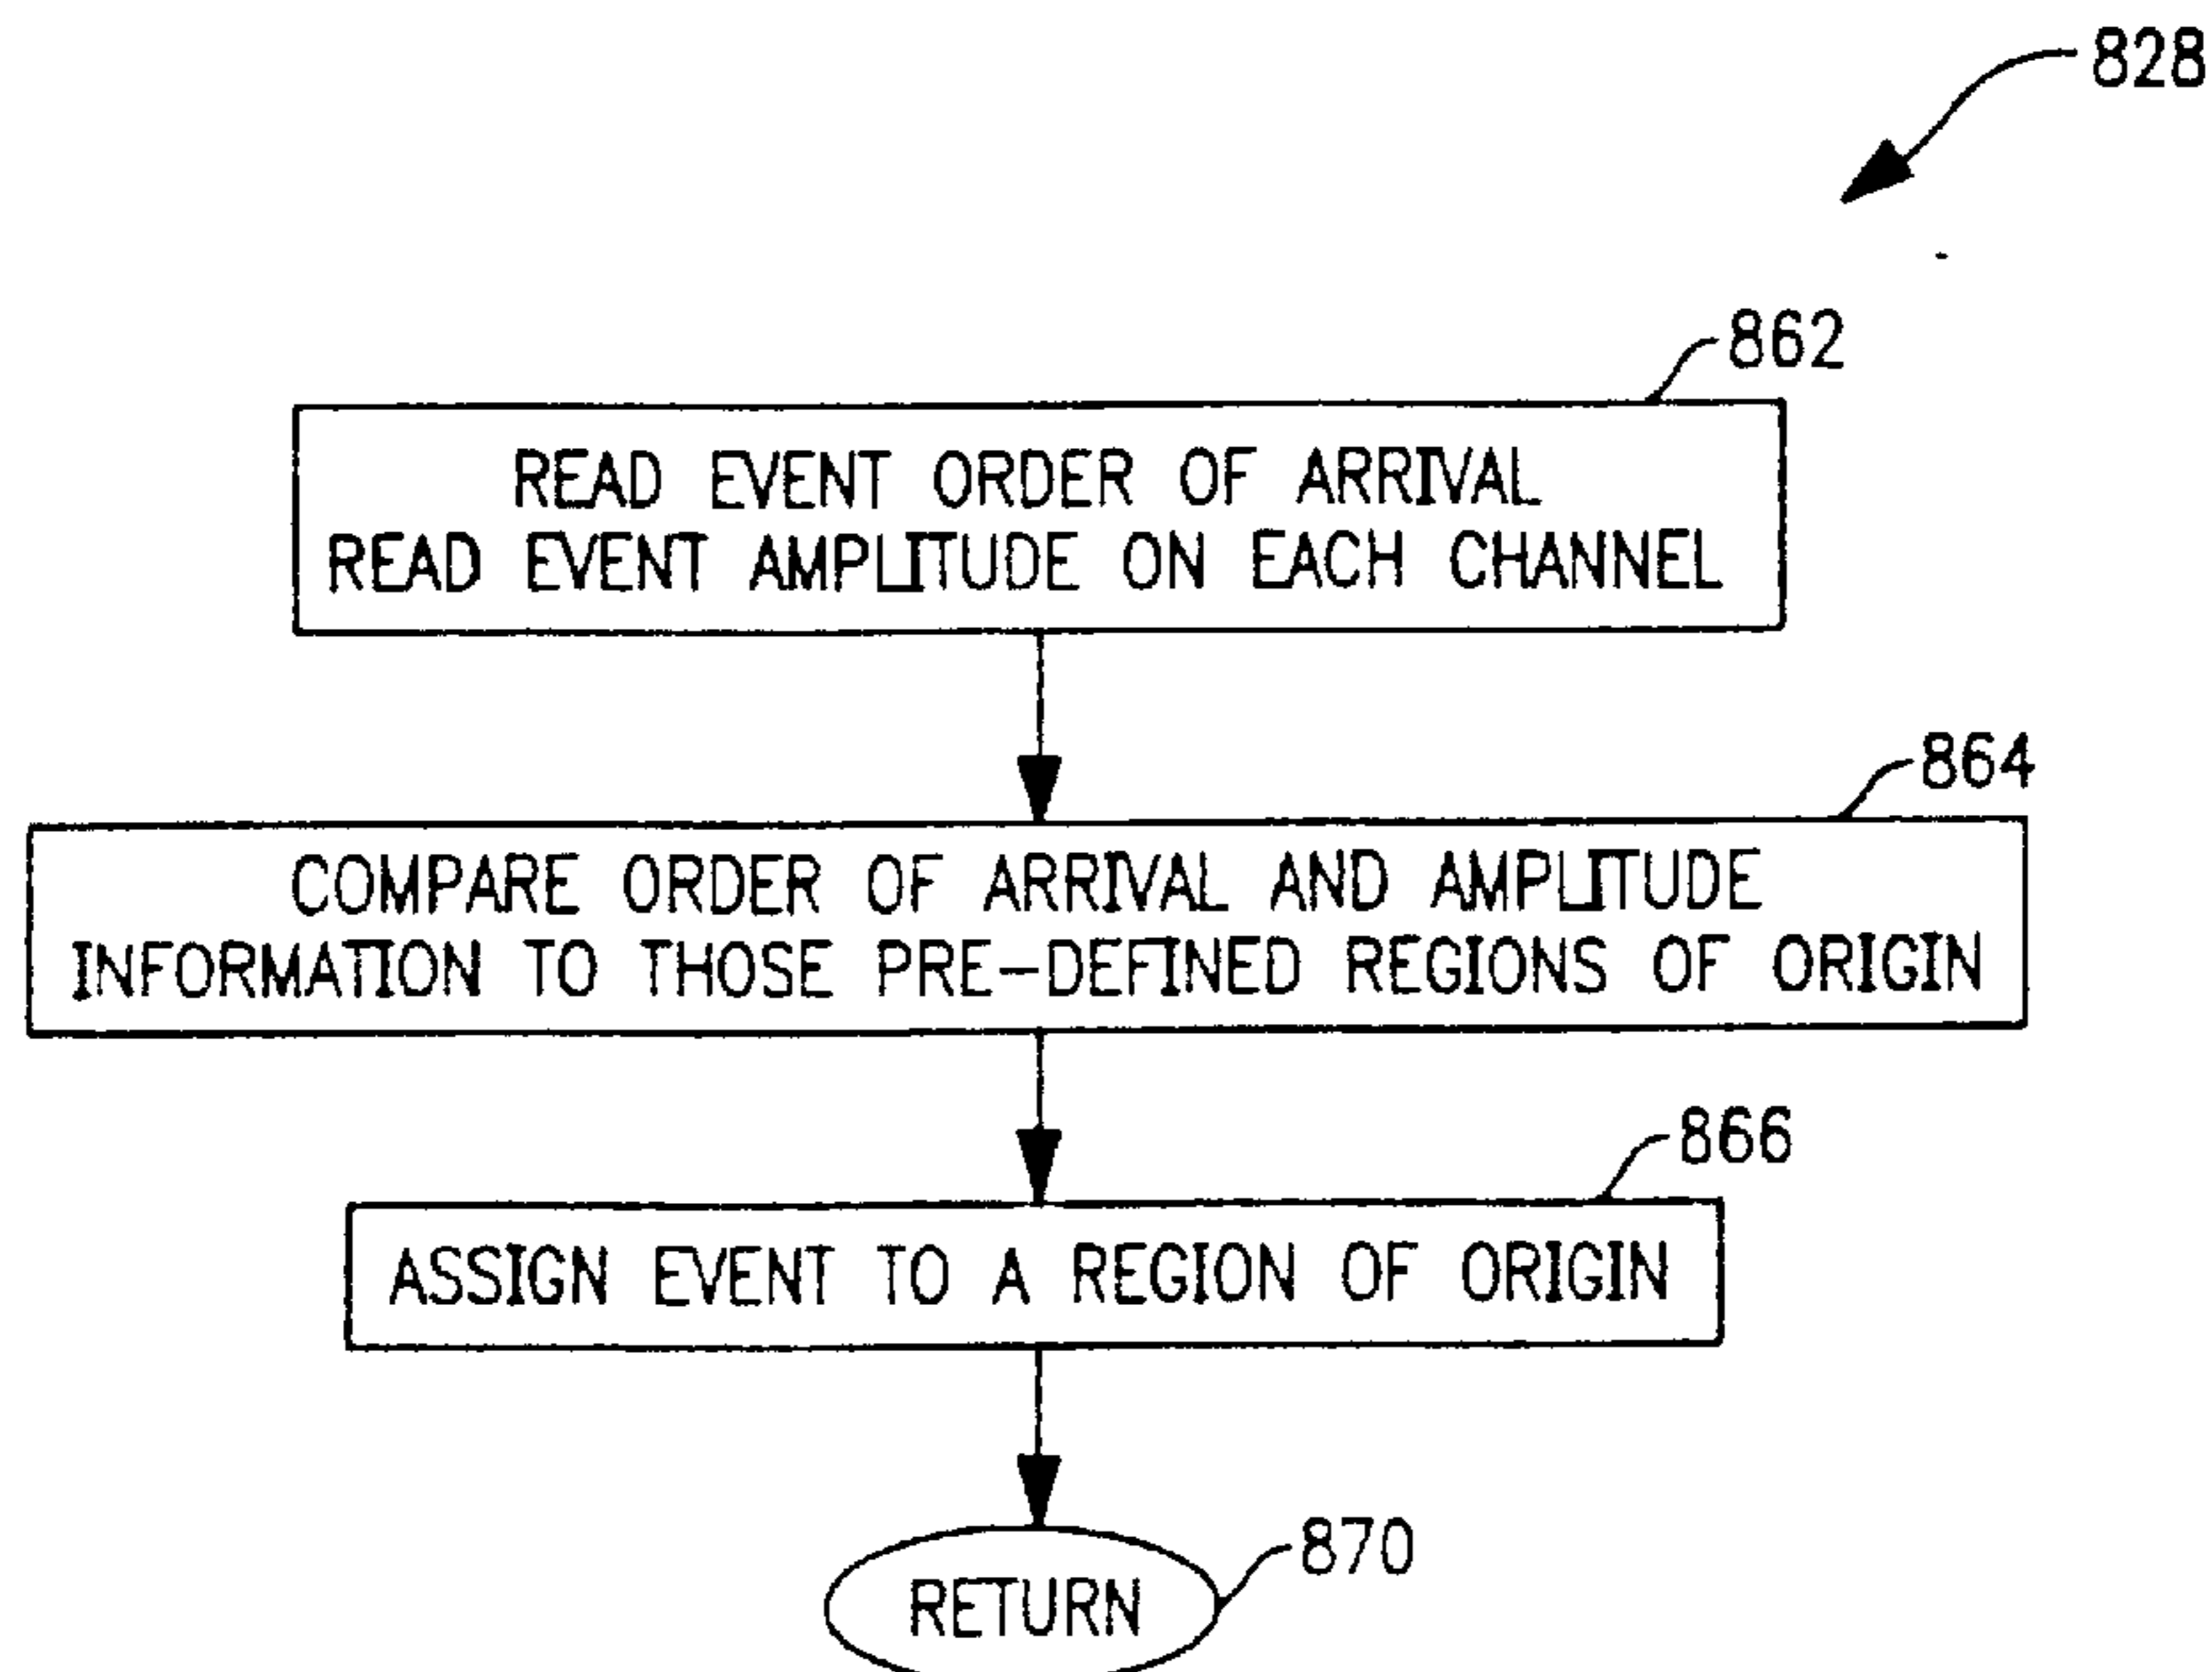 828
862
READ EVENT ORDER OF ARRIVAL
READ EVENT AMPLITUDE ON EACH CHANNEL
864
COMPARE ORDER OF ARRIVAL AND AMPLITUDE
INFORMATION TO THOSE PRE-DEFINED REGIONS OF ORIGIN
866
ASSIGN EVENT TO A REGION OF ORIGIN
870
RETURN